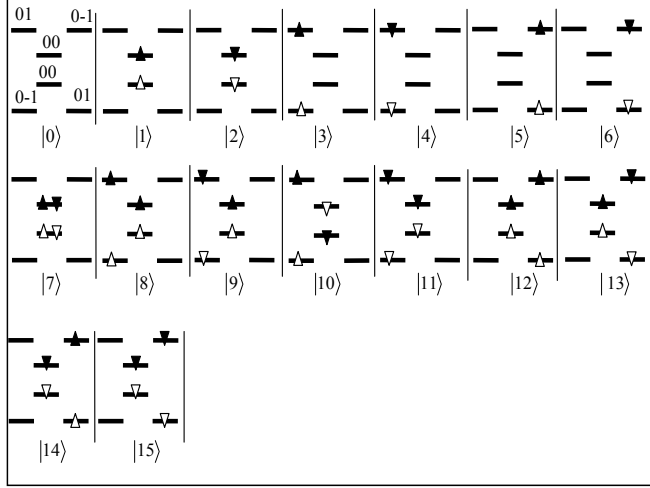 01 0-1
00
00
0-1 01
|0⟩ |1⟩ |2⟩ |3⟩ |4⟩ |5⟩ |6⟩
|7⟩ |8⟩ |9⟩ |10⟩ |11⟩ |12⟩ |13⟩
|14⟩ |15⟩